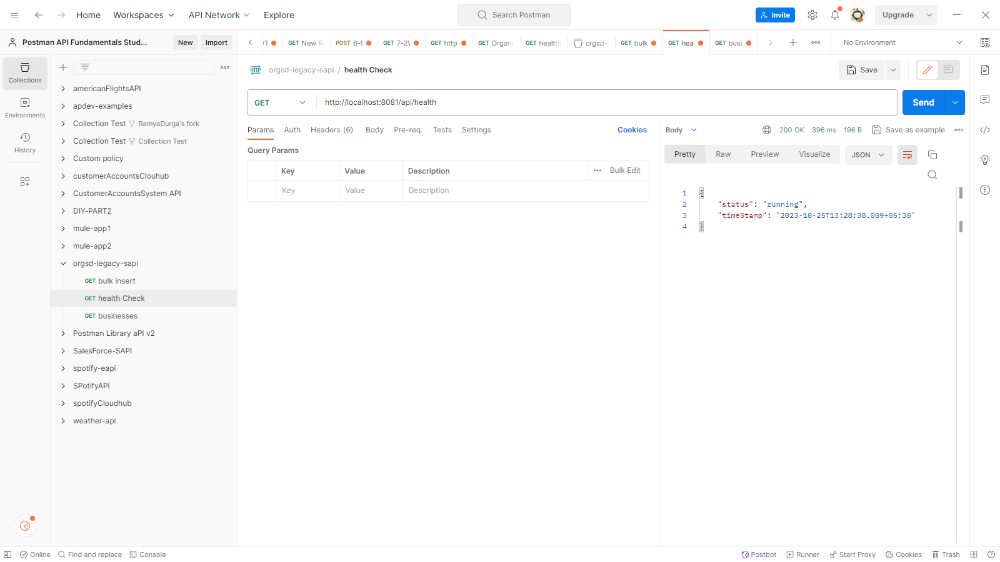 Home Workspaces API Network Explore Search Postman Invite Upgrade
Postman API Fundamentals Stud... New Import
GET New R POST 6-9 GET 7-2\ GET http GET Organi GET health orgsd- GET bulk GET heal GET busi No Environment
Collections
Environments
History
americanFlightsAPI
apdev-examples
Collection Test RamyaDurga's fork
Collection Test Collection Test
Custom policy
customerAccountsClouhub
CustomerAccountsSystem API
DIY-PART2
mule-app1
mule-app2
orgsd-legacy-sapi
GET bulk insert
GET health Check
GET businesses
Postman Library aPI v2
SalesForce-SAPI
spotify-eapi
SPotifyAPI
spotifyCloudhub
weather-api
HTTP orgsd-legacy-sapi / health Check Save
GET http://localhost:8081/api/health Send
Params Auth Headers (6) Body Pre-req. Tests Settings Cookies
Query Params
Key Value Description Bulk Edit
Key Value Description
Body 200 OK 396 ms 196 B Save as example
Pretty Raw Preview Visualize JSON
1 {
2 "status": "running",
3 "timeStamp": "2023-10-25T13:28:38.009+05:30"
4 }
Online Find and replace Console Postbot Runner Start Proxy Cookies Trash